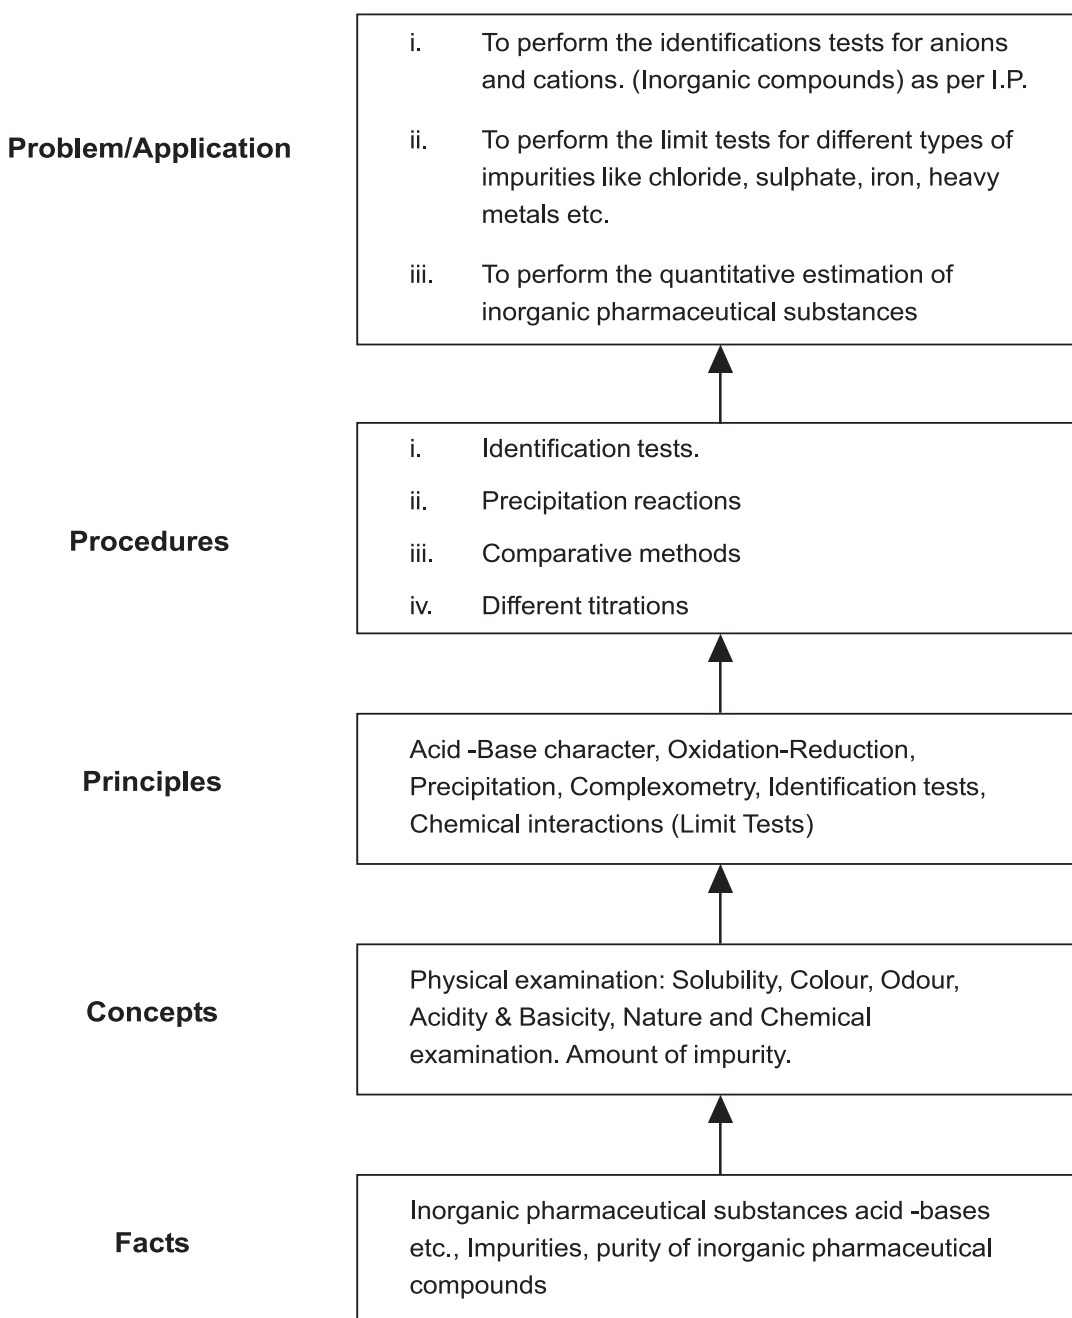 Problem/Application
i. To perform the identifications tests for anions
and cations. (Inorganic compounds) as per I.P.
ii. To perform the limit tests for different types of
impurities like chloride, sulphate, iron, heavy
metals etc.
iii. To perform the quantitative estimation of
inorganic pharmaceutical substances
Procedures
i. Identification tests.
ii. Precipitation reactions
iii. Comparative methods
iv. Different titrations
Principles
Acid -Base character, Oxidation-Reduction,
Precipitation, Complexometry, Identification tests,
Chemical interactions (Limit Tests)
Concepts
Physical examination: Solubility, Colour, Odour,
Acidity & Basicity, Nature and Chemical
examination. Amount of impurity.
Facts
Inorganic pharmaceutical substances acid -bases
etc., Impurities, purity of inorganic pharmaceutical
compounds